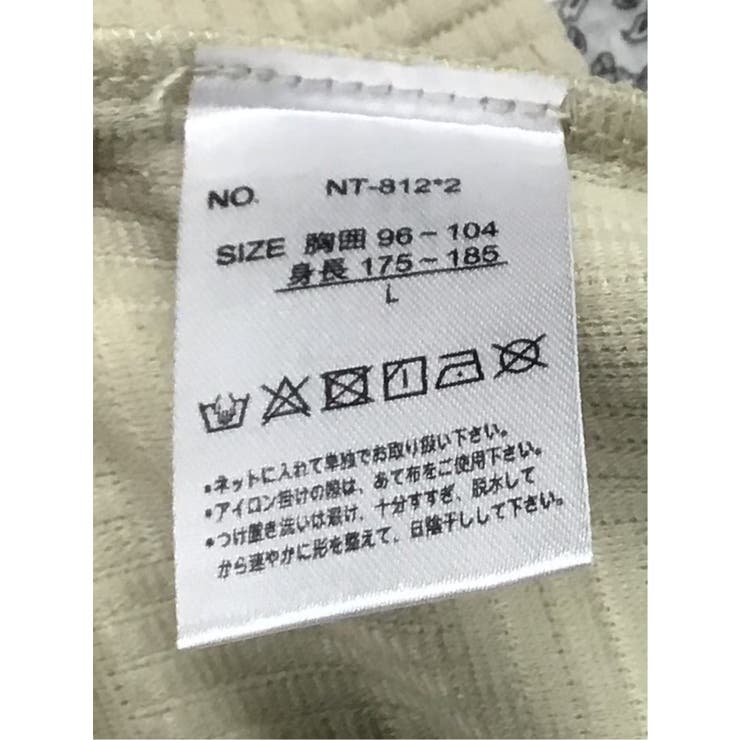 NO. NT-812*2
SIZE 胸囲 96~104
身長 175~185
L
•ネットに入れて単独でお取り扱い下さい。
•アイロン掛けの際は、あて布をご使用下さい。
•つけ置き洗いは避け、十分すすぎ、脱水して
から速やかに形を整えて、日陰干しして下さい。